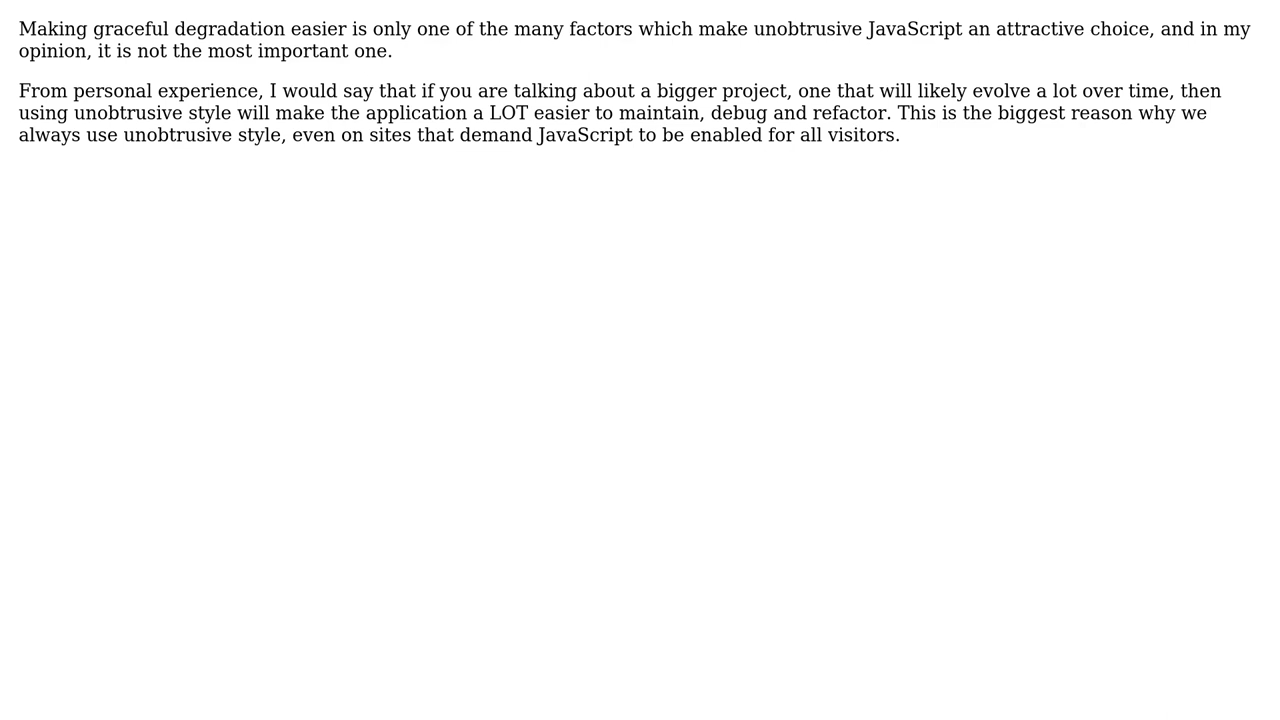 Making graceful degradation easier is only one of the many factors which make unobtrusive JavaScript an attractive choice, and in my
opinion, it is not the most important one.
From personal experience, I would say that if you are talking about a bigger project, one that will likely evolve a lot over time, then
using unobtrusive style will make the application a LOT easier to maintain, debug and refactor. This is the biggest reason why we
always use unobtrusive style, even on sites that demand JavaScript to be enabled for all visitors.